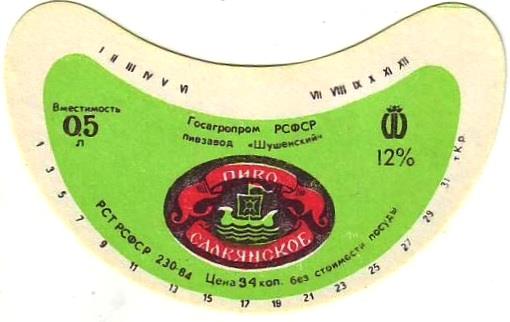 I II III IV V VI
VII VIII IX X XI XII
Вместимость
0,5
л
Госагропром РСФСР
пивзавод «Шушенский»
12%
ПИВО
САЯНСКОЕ
РСТ РСФСР 230-84 Цена 34 коп. без стоимости посуды
1 3 5 7 9 11 13 15 17 19 21 23 25 27 29 31 т. Кр.